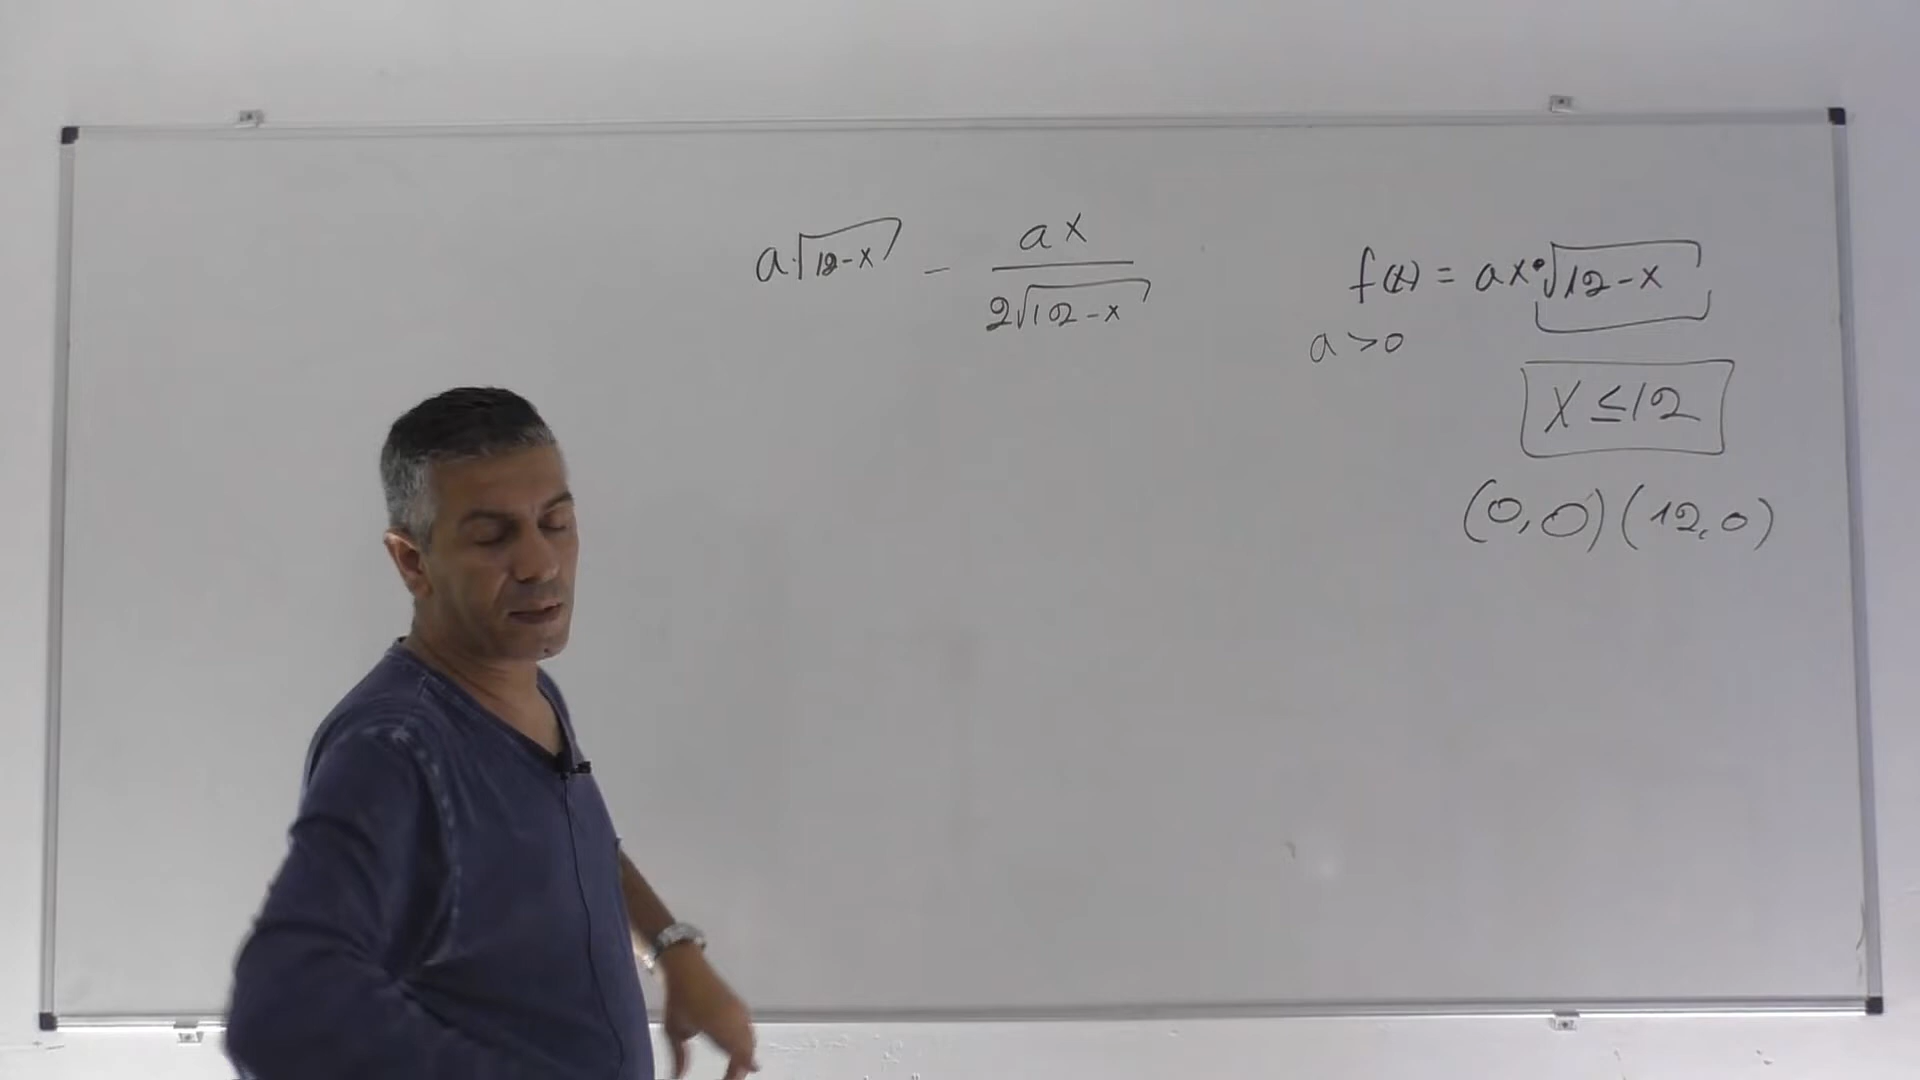 a·√(12-x) - ax / 2√(12-x)
f(x) = ax·√(12-x)
a>0
x ≤ 12
(0,0) (12,0)